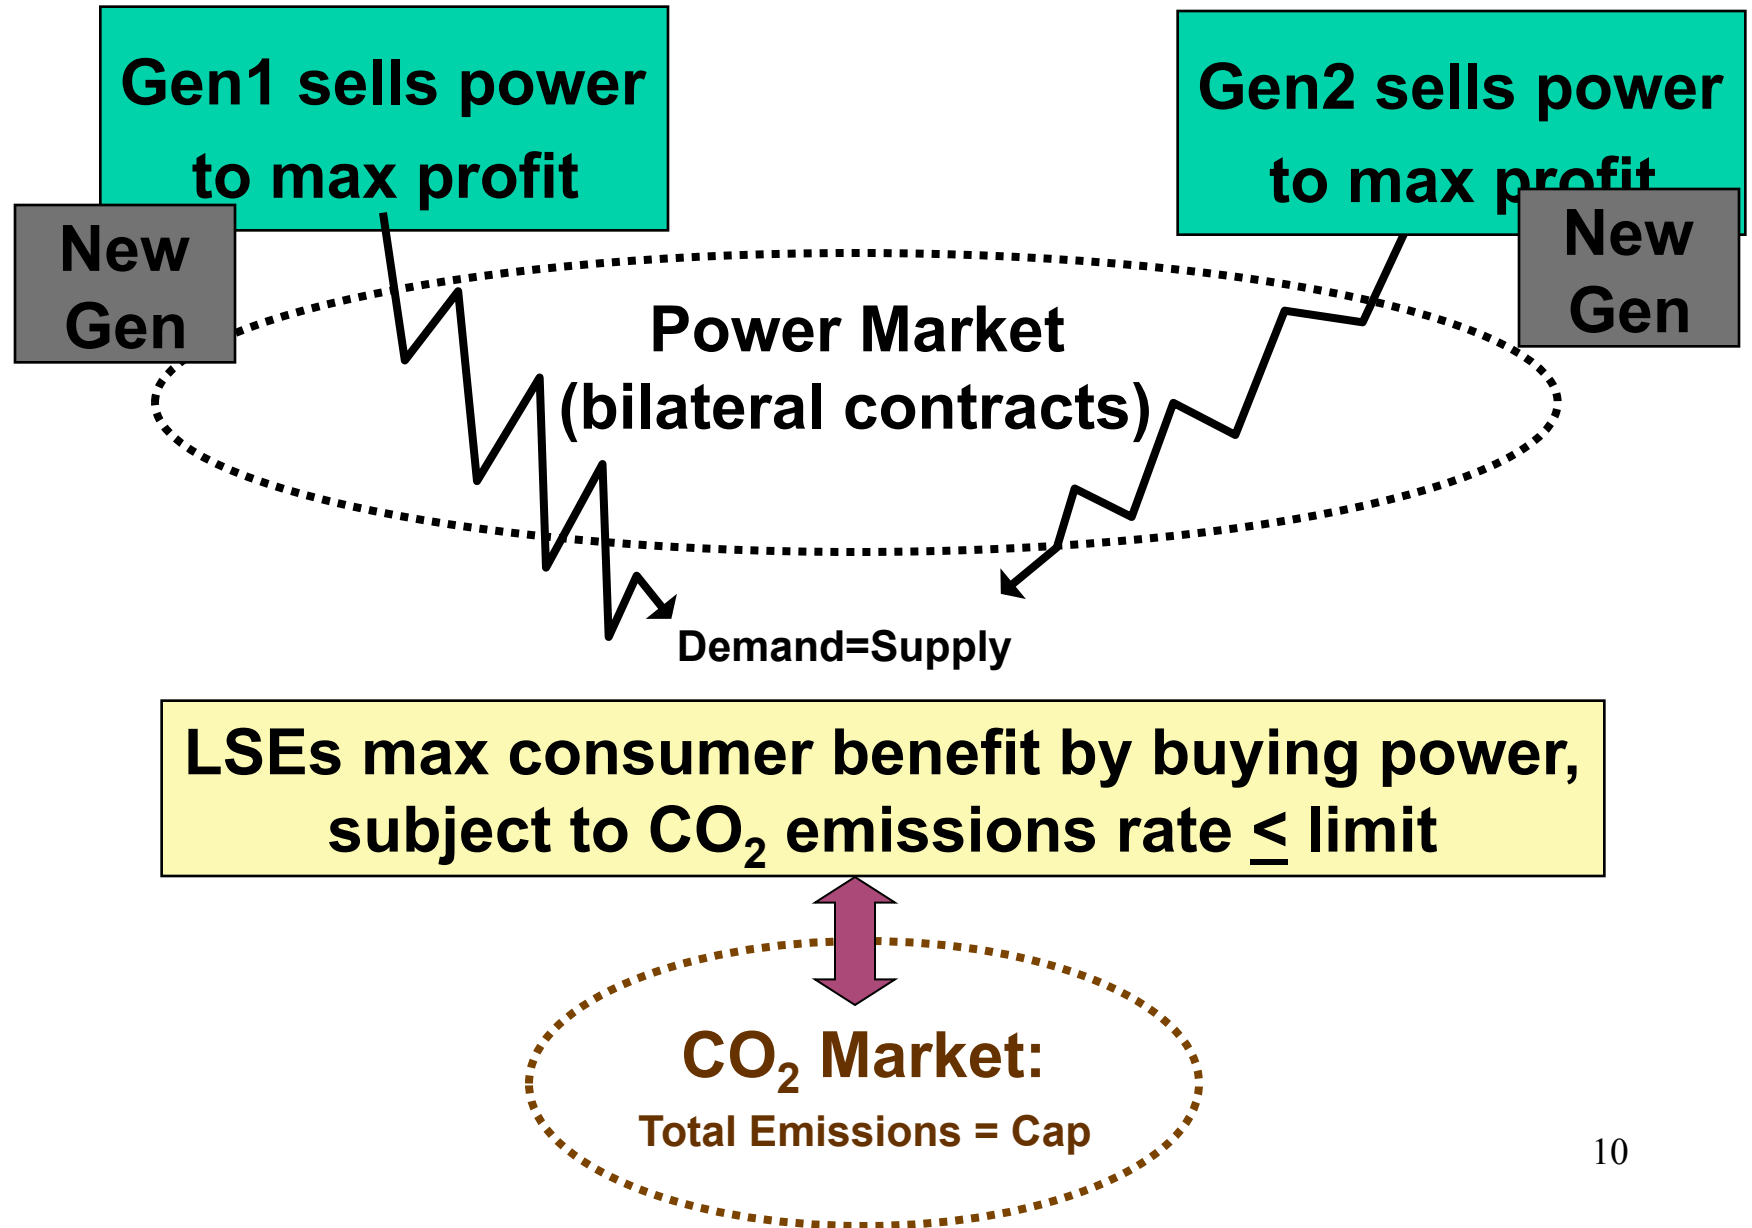 Gen1 sells power
to max profit
New
Gen
Gen2 sells power
to max profit
New
Gen
Power Market
(bilateral contracts)
Demand=Supply
LSEs max consumer benefit by buying power,
subject to CO₂ emissions rate ≤ limit
CO₂ Market:
Total Emissions = Cap
10